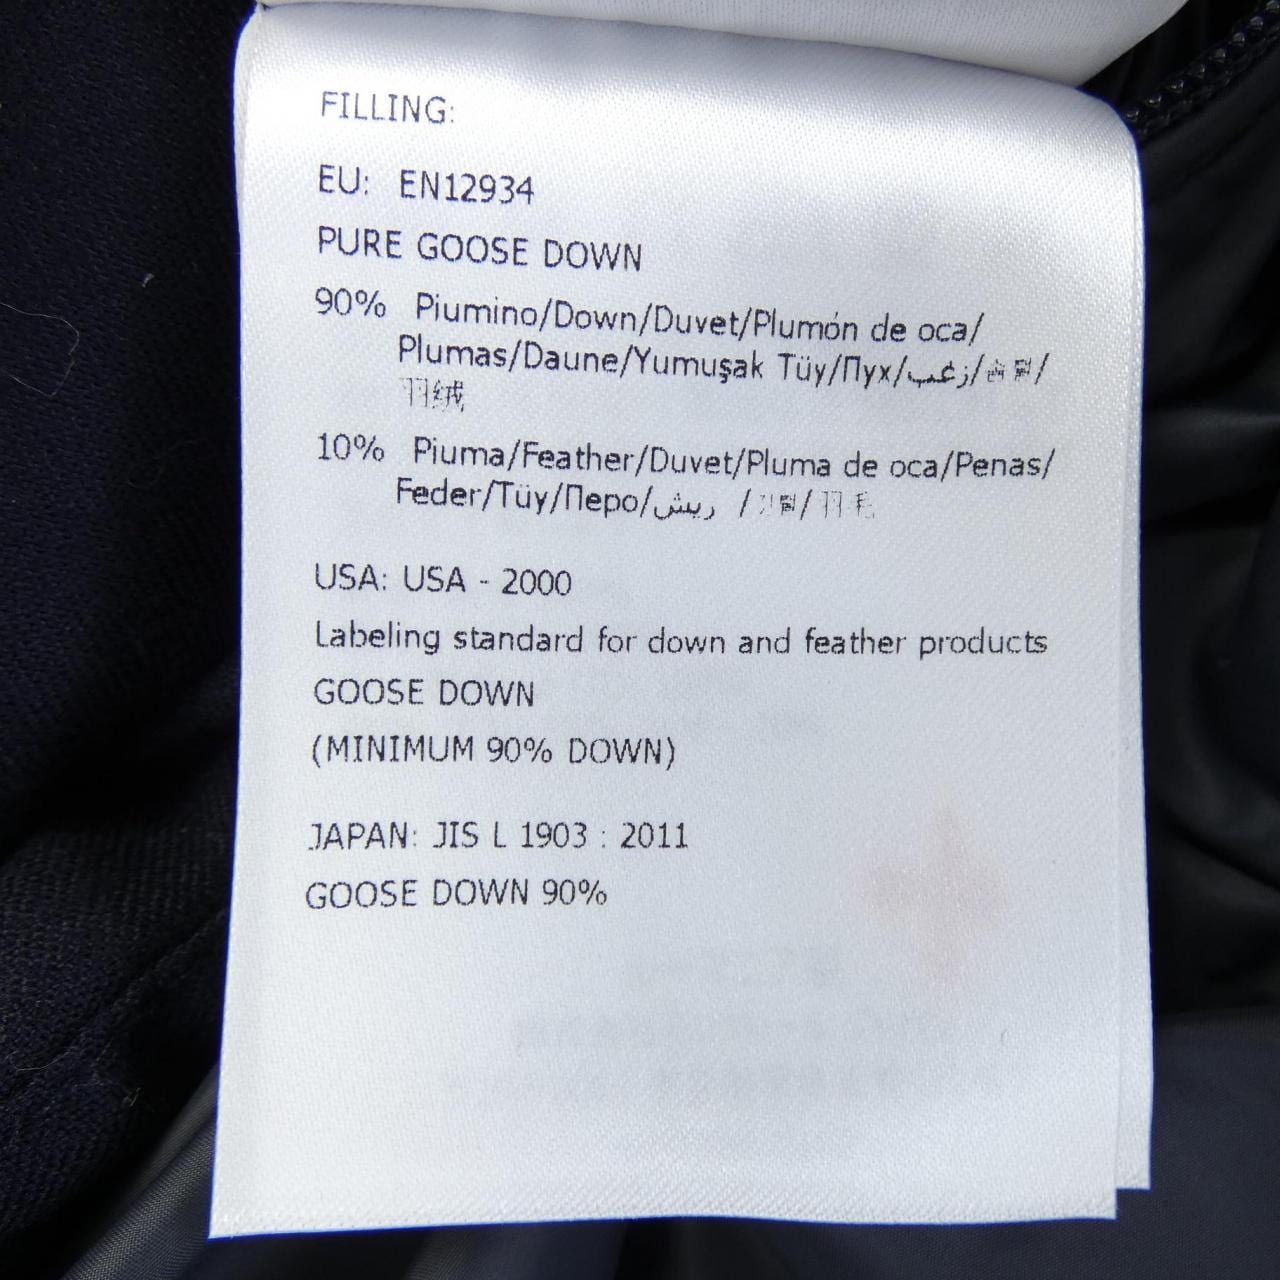 FILLING:
EU: EN12934
PURE GOOSE DOWN
90% Piumino/Down/Duvet/Plumón de oca/
Plumas/Daune/Yumuşak Tüy/Пух/زغب/
羽绒
10% Piuma/Feather/Duvet/Pluma de oca/Penas/
Feder/Tüy/Перо/ريش / /羽毛
USA: USA - 2000
Labeling standard for down and feather products
GOOSE DOWN
(MINIMUM 90% DOWN)
JAPAN: JIS L 1903 : 2011
GOOSE DOWN 90%